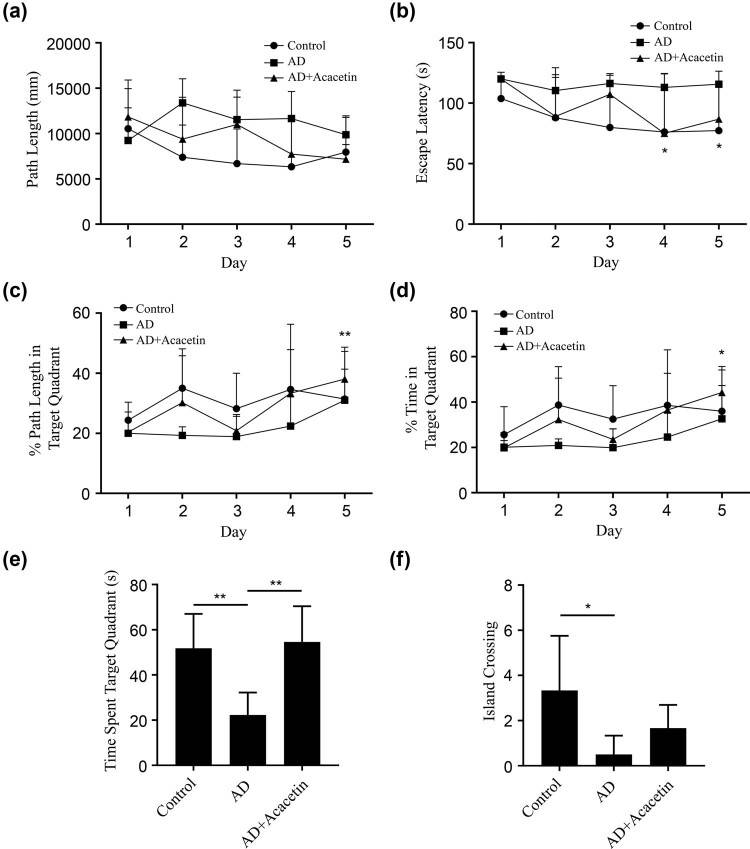 (a)
Control
AD
AD+Acacetin
Path Length (mm)
20000
15000
10000
5000
0
1 2 3 4 5
Day
(b)
Control
AD
AD+Acacetin
Escape Latency (s)
150
100
50
0
*
*
1 2 3 4 5
Day
(c)
Control
AD
AD+Acacetin
% Path Length in
Target Quadrant
60
40
20
0
**
1 2 3 4 5
Day
(d)
Control
AD
AD+Acacetin
% Time in
Target Quadrant
80
60
40
20
0
*
1 2 3 4 5
Day
(e)
Time Spent Target Quadrant (s)
80
60
40
20
0
**
**
Control
AD
AD+Acacetin
(f)
Island Crossing
8
6
4
2
0
*
Control
AD
AD+Acacetin